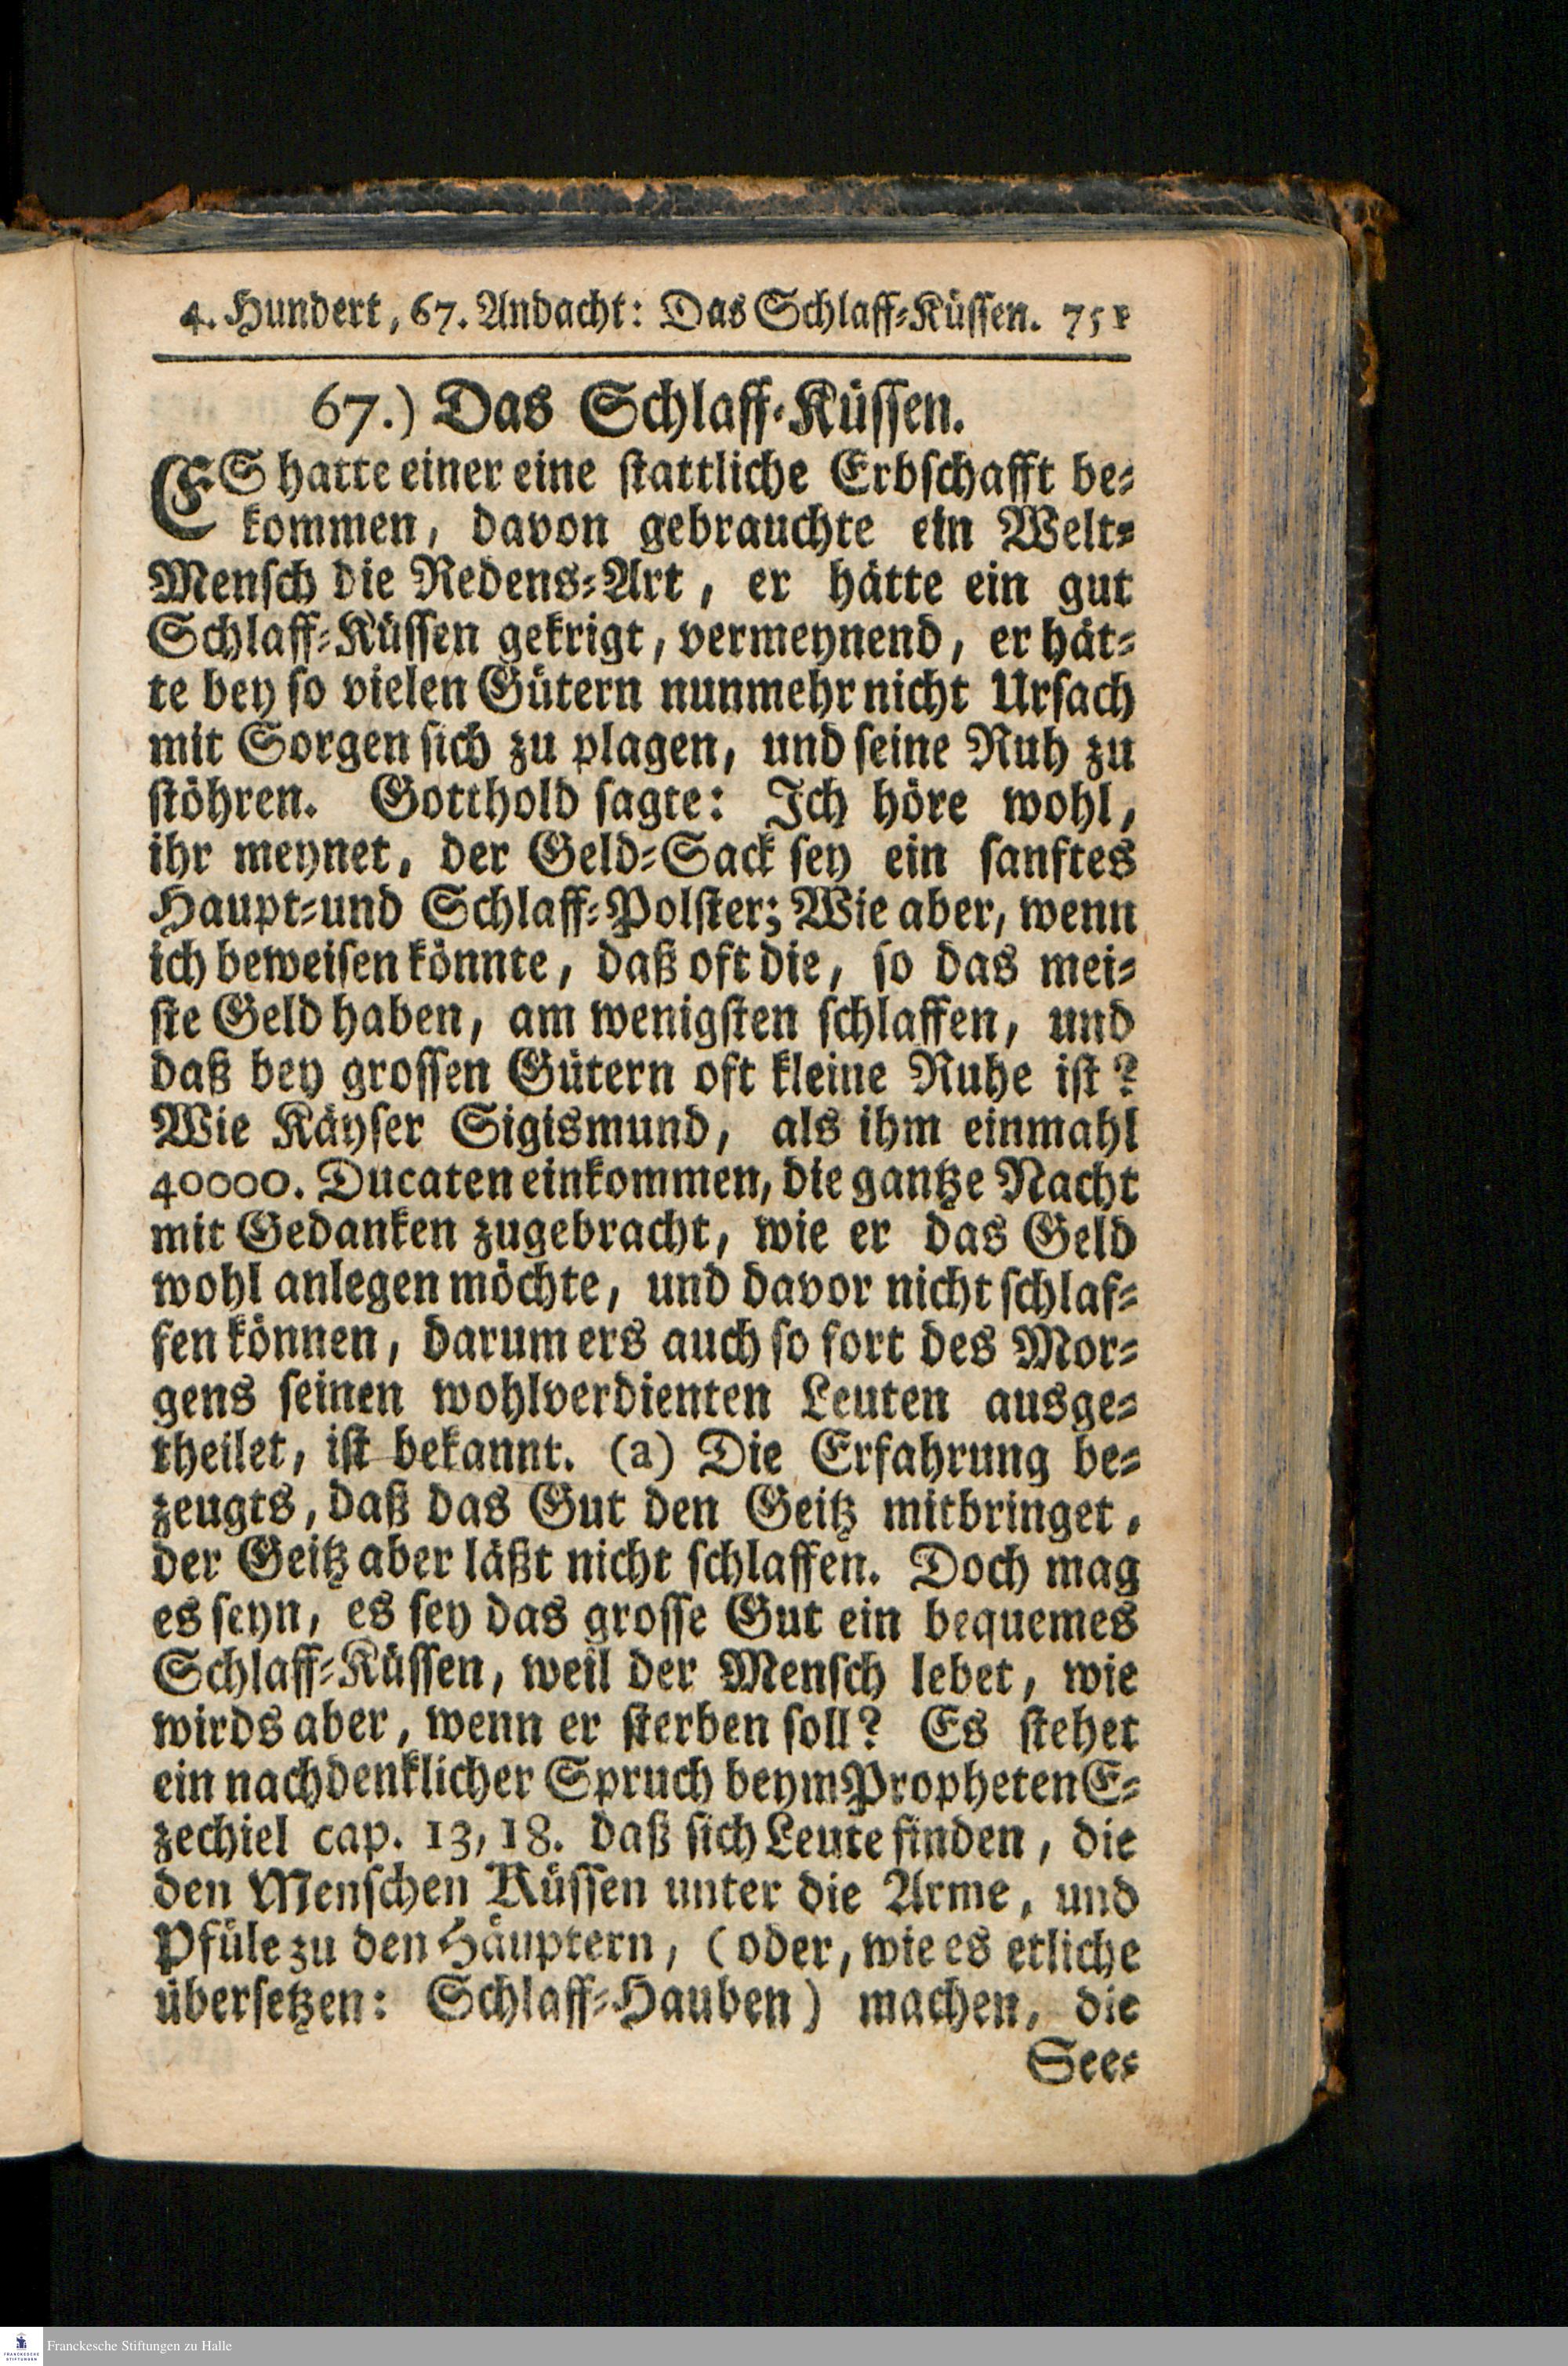 4. Hundert, 67. Andacht: Das Schlaff-Küssen. 751
67.) Das Schlaff-Küssen.
ES hatte einer eine stattliche Erbschafft be-
kommen, davon gebrauchte ein Welt-
Mensch die Redens-Art, er hätte ein gut
Schlaff-Küssen gekrigt, vermeynend, er hät-
te bey so vielen Gütern nunmehr nicht Ursach
mit Sorgen sich zu plagen, und seine Ruh zu
stöhren. Gotthold sagte: Ich höre wohl,
ihr meynet, der Geld-Sack sey ein sanftes
Haupt-und Schlaff-Polster; Wie aber, wenn
ich beweisen könnte, daß oft die, so das mei-
ste Geld haben, am wenigsten schlaffen, und
daß bey grossen Gütern oft kleine Ruhe ist?
Wie Käyser Sigismund, als ihm einmahl
40000. Ducaten einkommen, die gantze Nacht
mit Gedanken zugebracht, wie er das Geld
wohl anlegen möchte, und davor nicht schlaf-
fen können, darum ers auch so fort des Mor-
gens seinen wohlverdienten Leuten ausge-
theilet, ist bekannt. (a) Die Erfahrung be-
zeugts, daß das Gut den Geitz mitbringet,
der Geitz aber läßt nicht schlaffen. Doch mag
es seyn, es sey das grosse Gut ein bequemes
Schlaff-Küssen, weil der Mensch lebet, wie
wirds aber, wenn er sterben soll? Es stehet
ein nachdenklicher Spruch beym Propheten E-
zechiel cap. 13, 18. daß sich Leute finden, die
den Menschen Küssen unter die Arme, und
Pfüle zu den Häuptern, (oder, wie es etliche
übersetzen: Schlaff-Hauben) machen, die
See-
Franckesche Stiftungen zu Halle
FRANCKESCHE
STIFTUNGEN